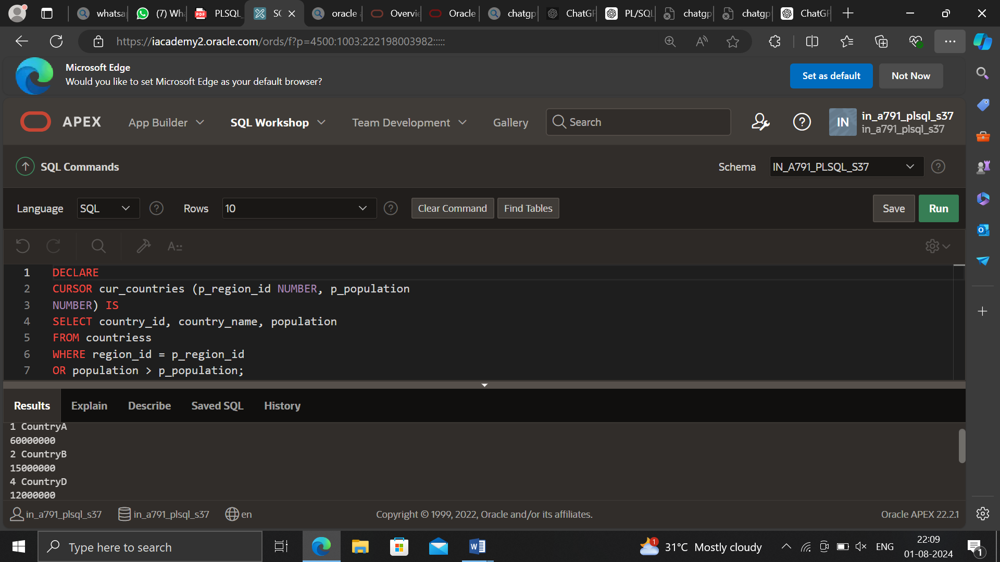 whatsa
(7) Wha
PLSQL_
SC
oracle a
Overvie
Oracle
chatgp
ChatGP
PL/SQL
chatgp
chatgp
ChatGP
https://iacademy2.oracle.com/ords/f?p=4500:1003:222198003982:::::
Microsoft Edge
Would you like to set Microsoft Edge as your default browser?
Set as default
Not Now
APEX
App Builder
SQL Workshop
Team Development
Gallery
Search
IN
in_a791_plsql_s37
in_a791_plsql_s37
SQL Commands
Schema
IN_A791_PLSQL_S37
Language
SQL
Rows
10
Clear Command
Find Tables
Save
Run
1 DECLARE
2 CURSOR cur_countries (p_region_id NUMBER, p_population
3 NUMBER) IS
4 SELECT country_id, country_name, population
5 FROM countriess
6 WHERE region_id = p_region_id
7 OR population > p_population;
Results
Explain
Describe
Saved SQL
History
1 CountryA
60000000
2 CountryB
15000000
4 CountryD
12000000
in_a791_plsql_s37
in_a791_plsql_s37
en
Copyright © 1999, 2022, Oracle and/or its affiliates.
Oracle APEX 22.2.1
Type here to search
1
31°C Mostly cloudy
ENG
22:09
01-08-2024
1